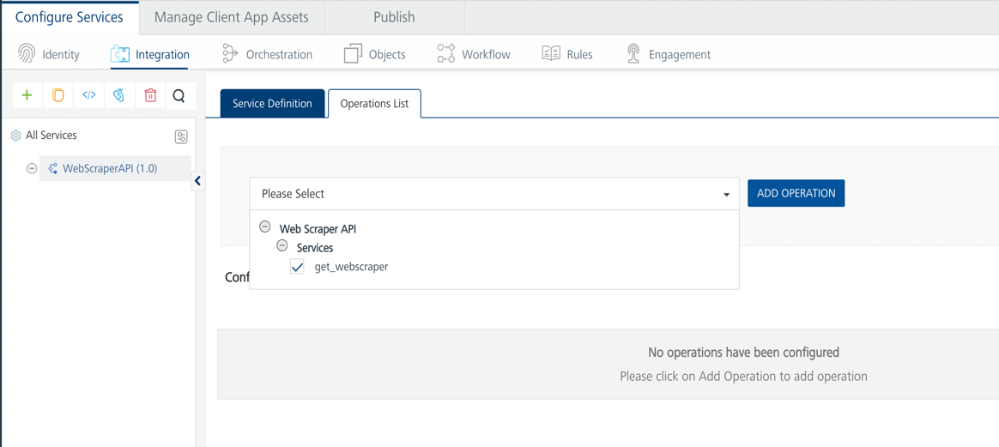 Configure Services
Manage Client App Assets
Publish
Identity
Integration
Orchestration
Objects
Workflow
Rules
Engagement
</>
Service Definition
Operations List
All Services
WebScraperAPI (1.0)
Please Select
ADD OPERATION
Web Scraper API
Services
get_webscraper
Conf
No operations have been configured
Please click on Add Operation to add operation